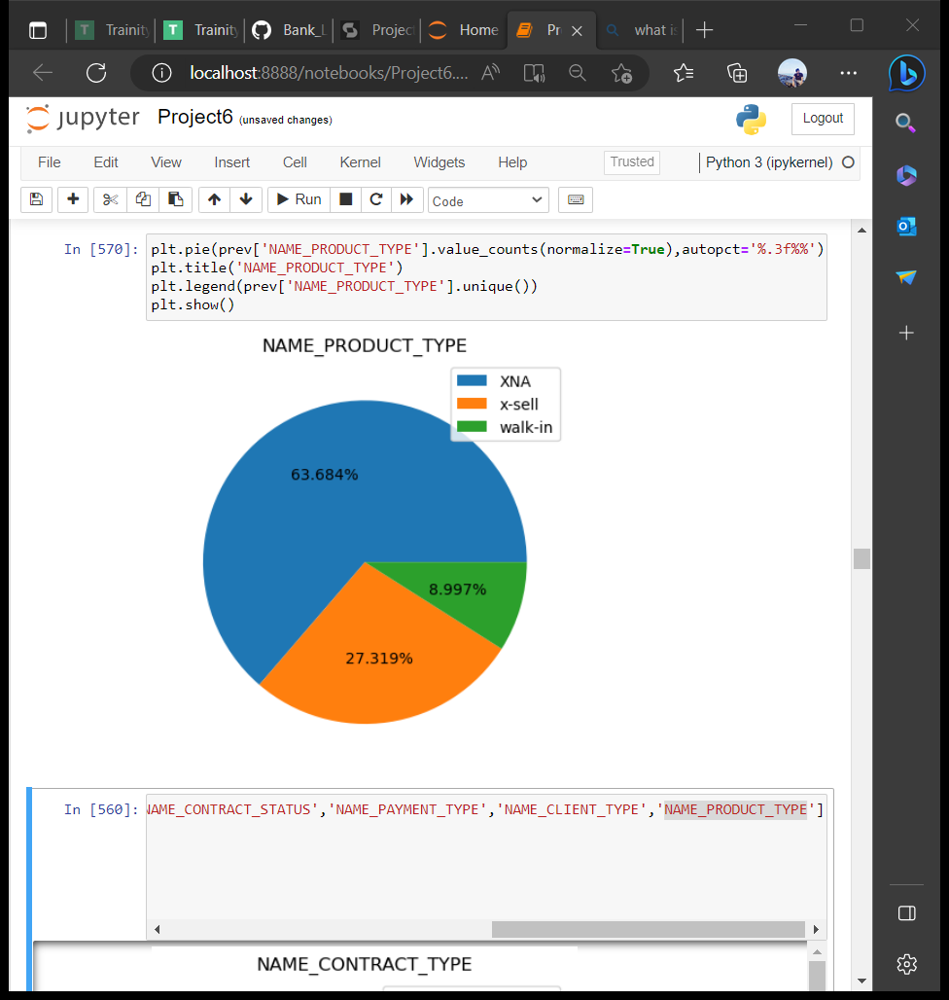 Trainity
Trainity
Bank_L
Project
Home
Pr
what is
localhost:8888/notebooks/Project6....
jupyter Project6 (unsaved changes)
Logout
File Edit View Insert Cell Kernel Widgets Help
Trusted
Python 3 (ipykernel)
Run
Code
In [570]:
plt.pie(prev['NAME_PRODUCT_TYPE'].value_counts(normalize=True),autopct='%.3f%%')
plt.title('NAME_PRODUCT_TYPE')
plt.legend(prev['NAME_PRODUCT_TYPE'].unique())
plt.show()
NAME_PRODUCT_TYPE
XNA
x-sell
walk-in
63.684%
8.997%
27.319%
In [560]:
NAME_CONTRACT_STATUS','NAME_PAYMENT_TYPE','NAME_CLIENT_TYPE','NAME_PRODUCT_TYPE']
NAME_CONTRACT_TYPE